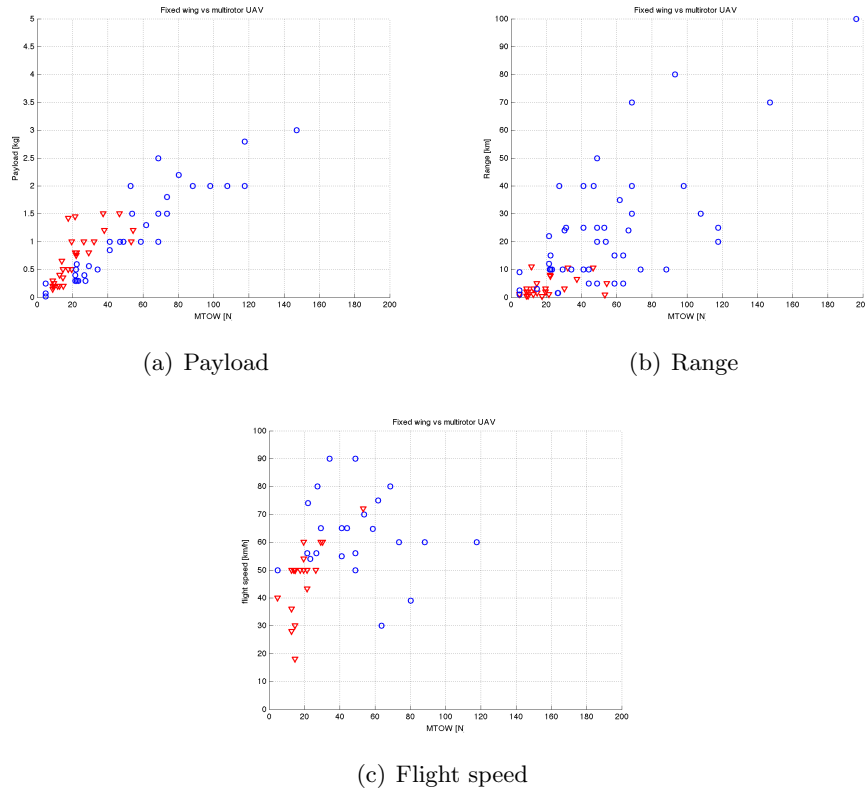 Fixed wing vs multirotor UAV
5
4.5
4
3.5
3
2.5
2
1.5
1
0.5
0
Payload [kg]
0 20 40 60 80 100 120 140 160 180 200
MTOW [N
(a) Payload
Fixed wing vs multirotor UAV
100
90
80
70
60
50
40
30
20
10
0
Range [km]
0 20 40 60 80 100 120 140 160 180 200
MTOW [N
(b) Range
Fixed wing vs multirotor UAV
100
90
80
70
60
50
40
30
20
10
0
flight speed [km/h]
0 20 40 60 80 100 120 140 160 180 200
MTOW [N
(c) Flight speed